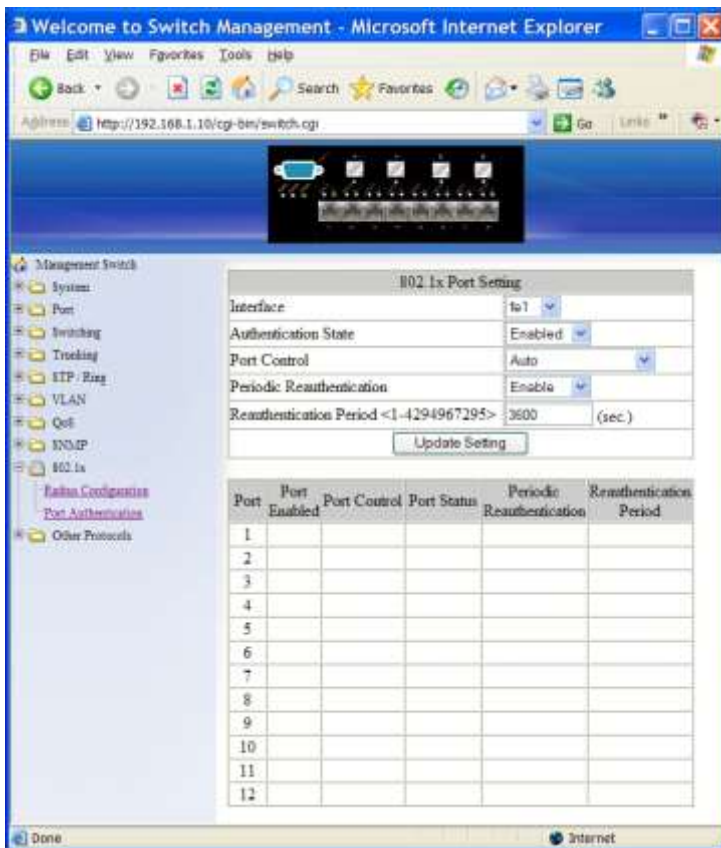 Welcome to Switch Management - Microsoft Internet Explorer
File Edit View Favorites Tools Help
Back Search Favorites
Address http://192.168.1.10/cgi-bin/switch.cgi Go Links »
Management Switch
System
Port
Switching
Trunking
STP / Ring
VLAN
QoS
SNMP
802.1x
Radius Configuration
Port Authentication
Other Protocols
802.1x Port Setting
Interface fe1
Authentication State Enabled
Port Control Auto
Periodic Reauthentication Enable
Reauthentication Period <1-4294967295> 3600 (sec.)
Update Setting
Port Port Enabled Port Control Port Status Periodic Reauthentication Reauthentication Period
1
2
3
4
5
6
7
8
9
10
11
12
Done Internet